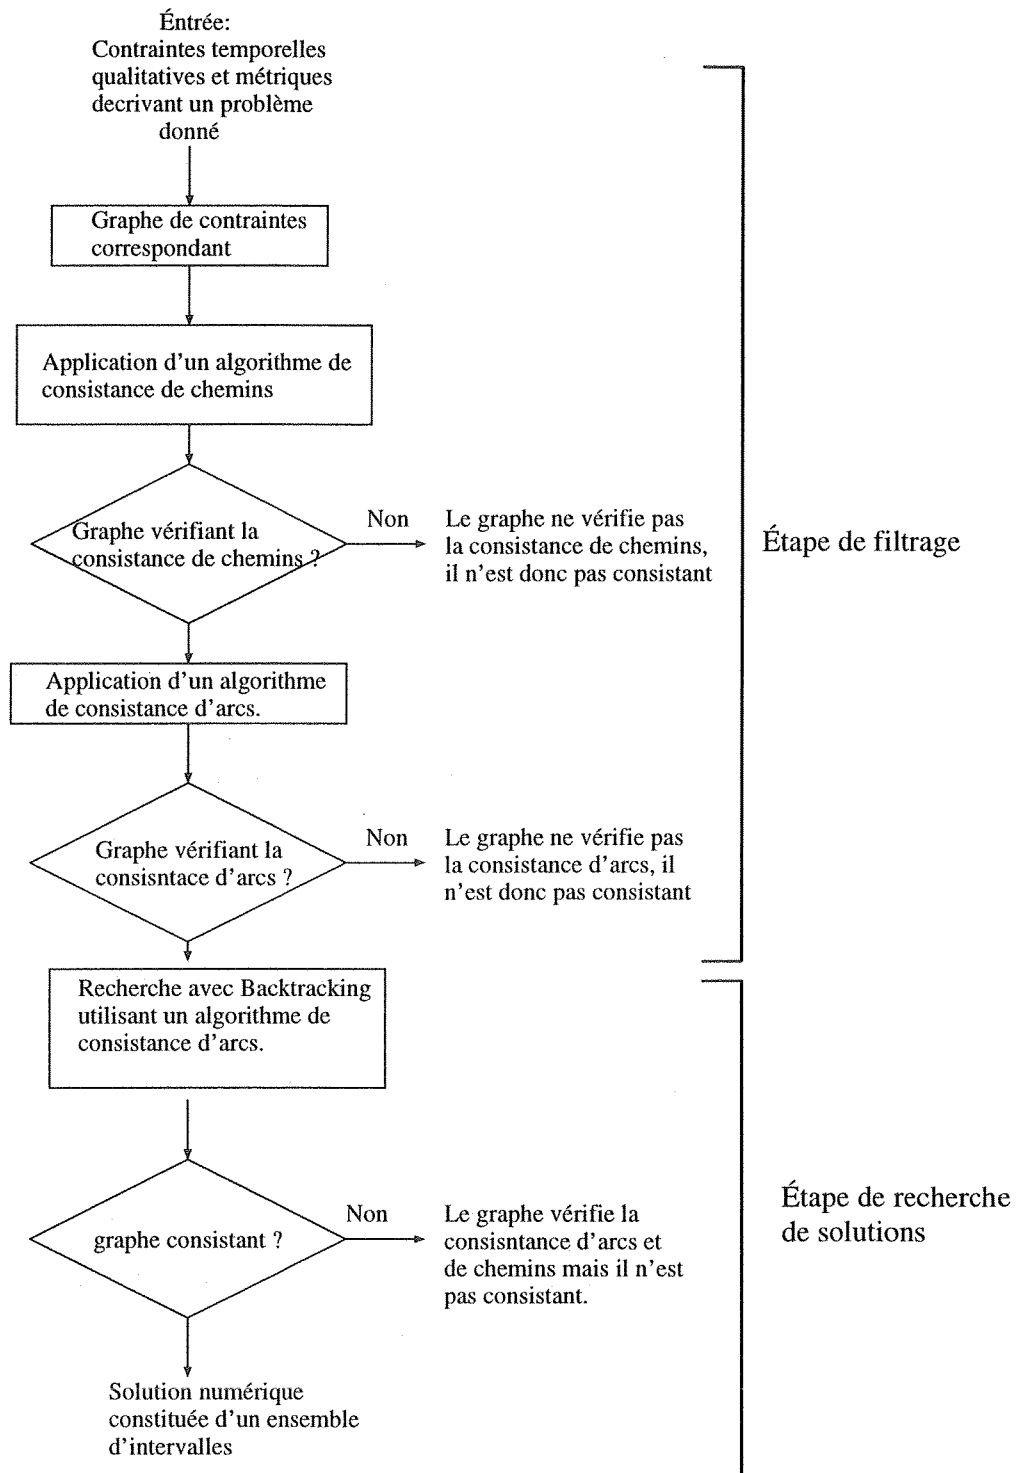 Éntrée:
Contraintes temporelles
qualitatives et métriques
decrivant un problème
donné
Graphe de contraintes
correspondant
Application d'un algorithme de
consistance de chemins
Graphe vérifiant la
consistance de chemins ?
Non
Le graphe ne vérifie pas
la consistance de chemins,
il n'est donc pas consistant
Étape de filtrage
Application d'un algorithme
de consistance d'arcs.
Graphe vérifiant la
consisntace d'arcs ?
Non
Le graphe ne vérifie pas
la consistance d'arcs, il
n'est donc pas consistant
Recherche avec Backtracking
utilisant un algorithme de
consistance d'arcs.
graphe consistant ?
Non
Le graphe vérifie la
consisntance d'arcs et
de chemins mais il n'est
pas consistant.
Étape de recherche
de solutions
Solution numérique
constituée d'un ensemble
d'intervalles